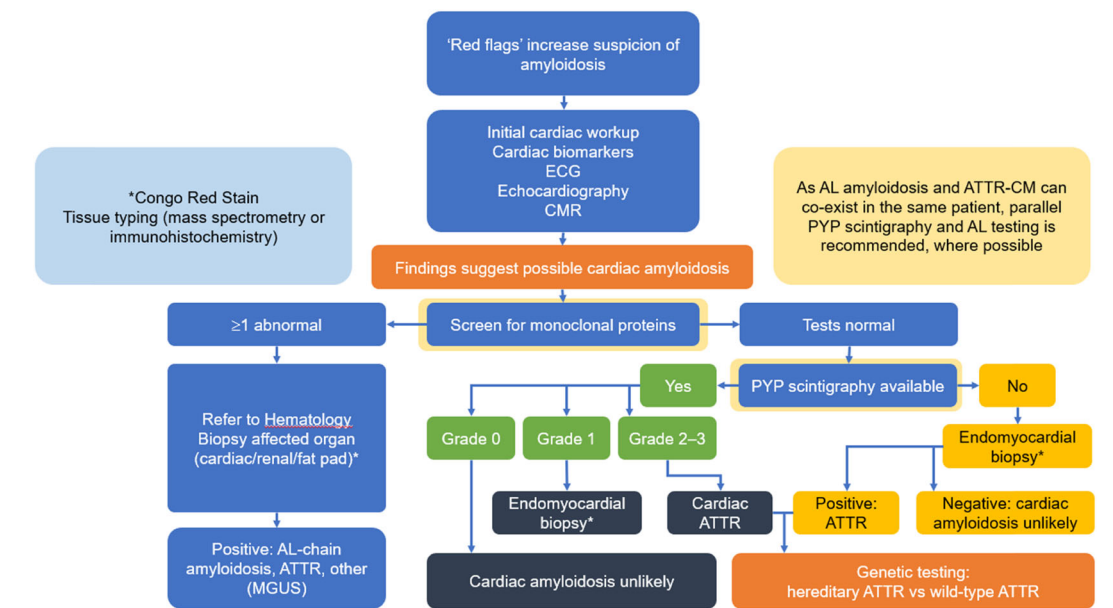 ‘Red flags’ increase suspicion of
amyloidosis
Initial cardiac workup
Cardiac biomarkers
ECG
Echocardiography
CMR
*Congo Red Stain
Tissue typing (mass spectrometry or
immunohistochemistry)
As AL amyloidosis and ATTR-CM can
co-exist in the same patient, parallel
PYP scintigraphy and AL testing is
recommended, where possible
Findings suggest possible cardiac amyloidosis
≥1 abnormal
Screen for monoclonal proteins
Tests normal
Refer to Hematology
Biopsy affected organ
(cardiac/renal/fat pad)*
Yes
PYP scintigraphy available
No
Grade 0
Grade 1
Grade 2–3
Endomyocardial
biopsy*
Endomyocardial
biopsy*
Cardiac
ATTR
Positive:
ATTR
Negative: cardiac
amyloidosis unlikely
Positive: AL-chain
amyloidosis, ATTR, other
(MGUS)
Cardiac amyloidosis unlikely
Genetic testing:
hereditary ATTR vs wild-type ATTR